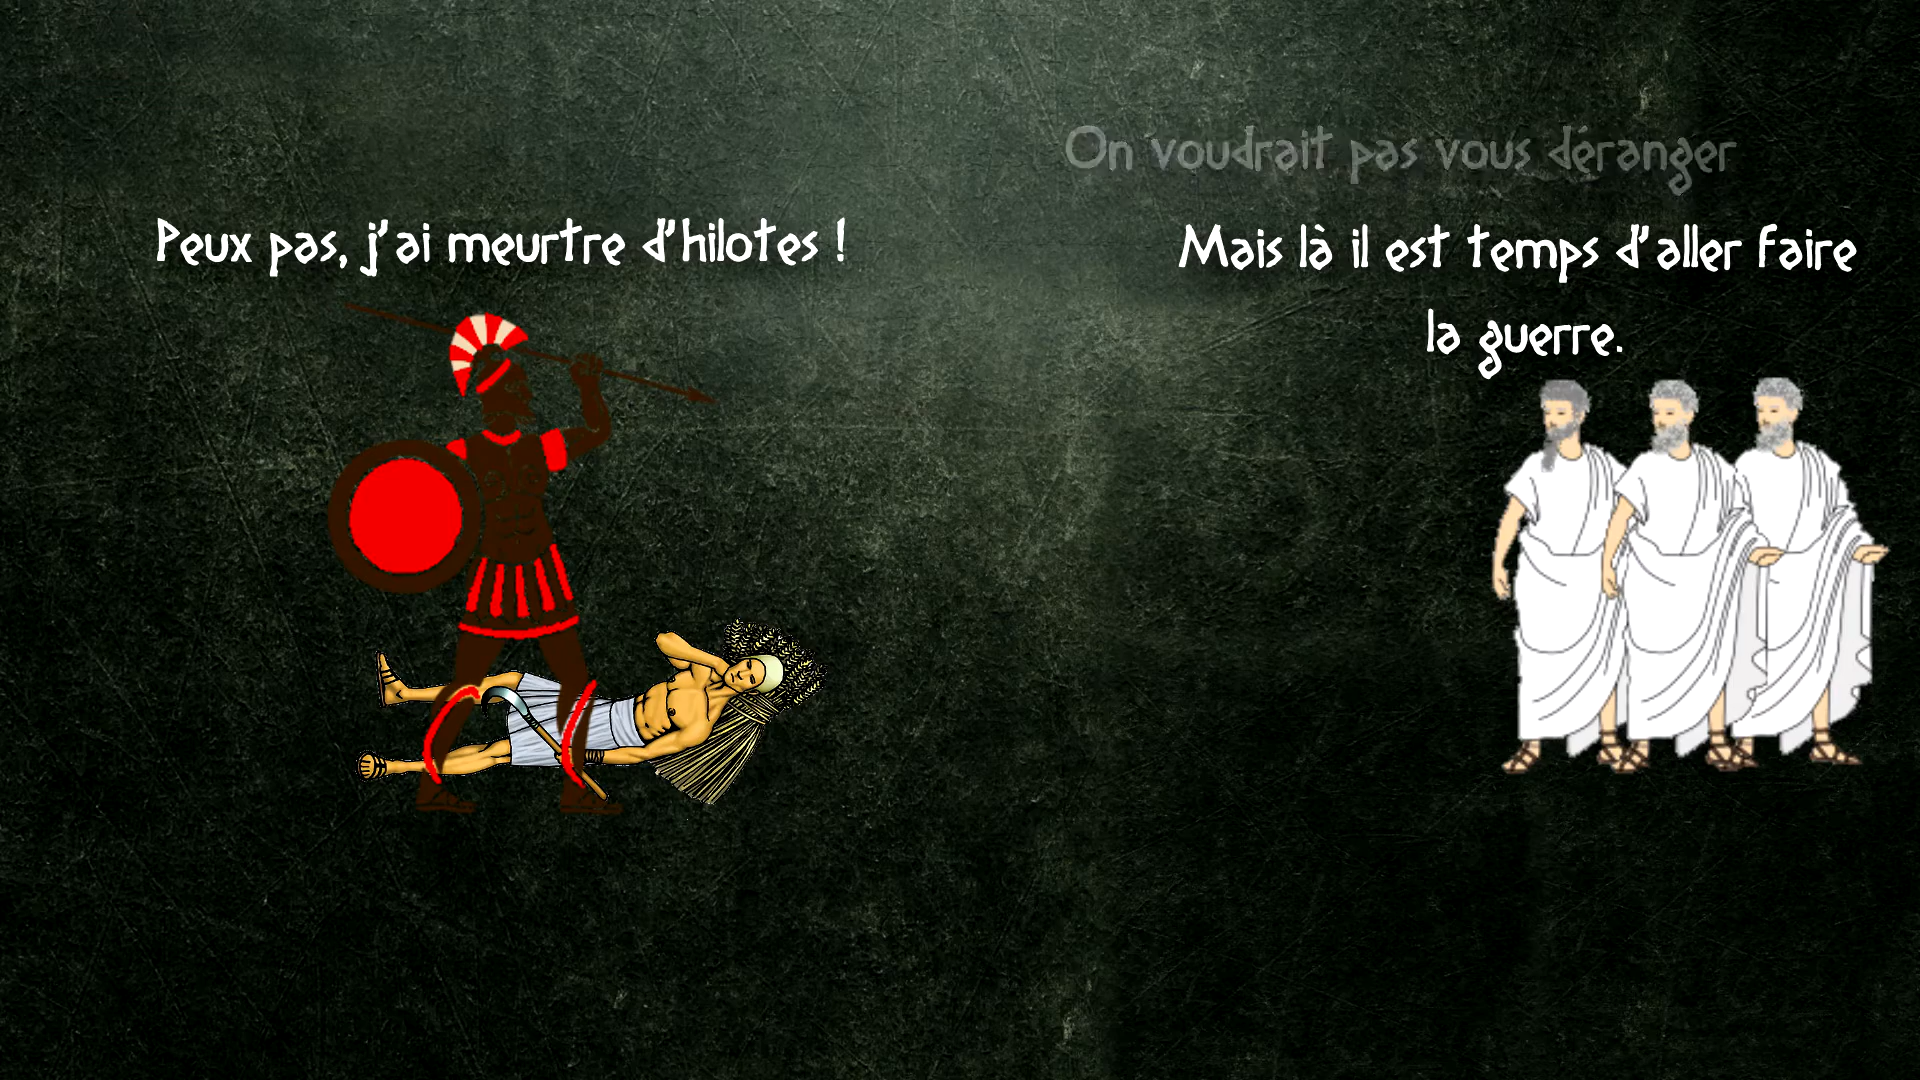 On voudrait pas vous déranger
Peux pas, j'ai meurtre d'hilotes !
Mais là il est temps d'aller faire
la guerre.